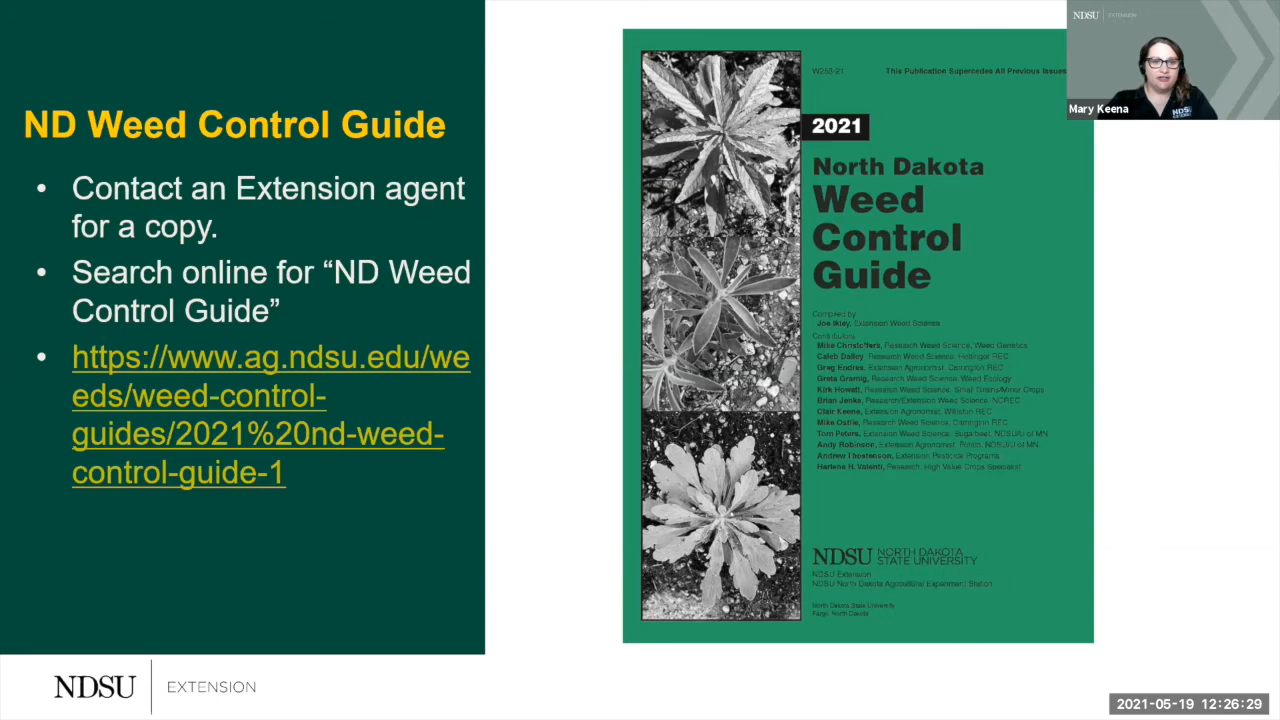 ND Weed Control Guide
• Contact an Extension agent
for a copy.
• Search online for “ND Weed
Control Guide”
• https://www.ag.ndsu.edu/we
eds/weed-control-
guides/2021%20nd-weed-
control-guide-1
NDSU EXTENSION
W253-21 This Publication Supercedes All Previous Issues
2021
North Dakota
Weed
Control
Guide
Compiled by
Joe Ikley, Extension Weed Science
Contributors
Mike Christoffers, Research Weed Science, Weed Genetics
Caleb Dalley, Research Weed Science, Hettinger REC
Greg Endres, Extension Agronomist, Carrington REC
Greta Gramig, Research Weed Science, Weed Ecology
Kirk Howatt, Research Weed Science, Small Grains/Minor Crops
Brian Jenks, Research/Extension Weed Science, NCREC
Clair Keene, Extension Agronomist, Williston REC
Mike Ostlie, Research Weed Science, Carrington REC
Tom Peters, Extension Weed Science, Sugarbeet, NDSU/U of MN
Andy Robinson, Extension Agronomist, Potato, NDSU/U of MN
Andrew Thostenson, Extension Pesticide Programs
Harlene H. Valenti, Research, High Value Crops Specialist
NDSU NORTH DAKOTA
STATE UNIVERSITY
NDSU Extension
NDSU North Dakota Agricultural Experiment Station
North Dakota State University
Fargo, North Dakota
NDSU EXTENSION
NDSU
Mary Keena
2021-05-19 12:26:29